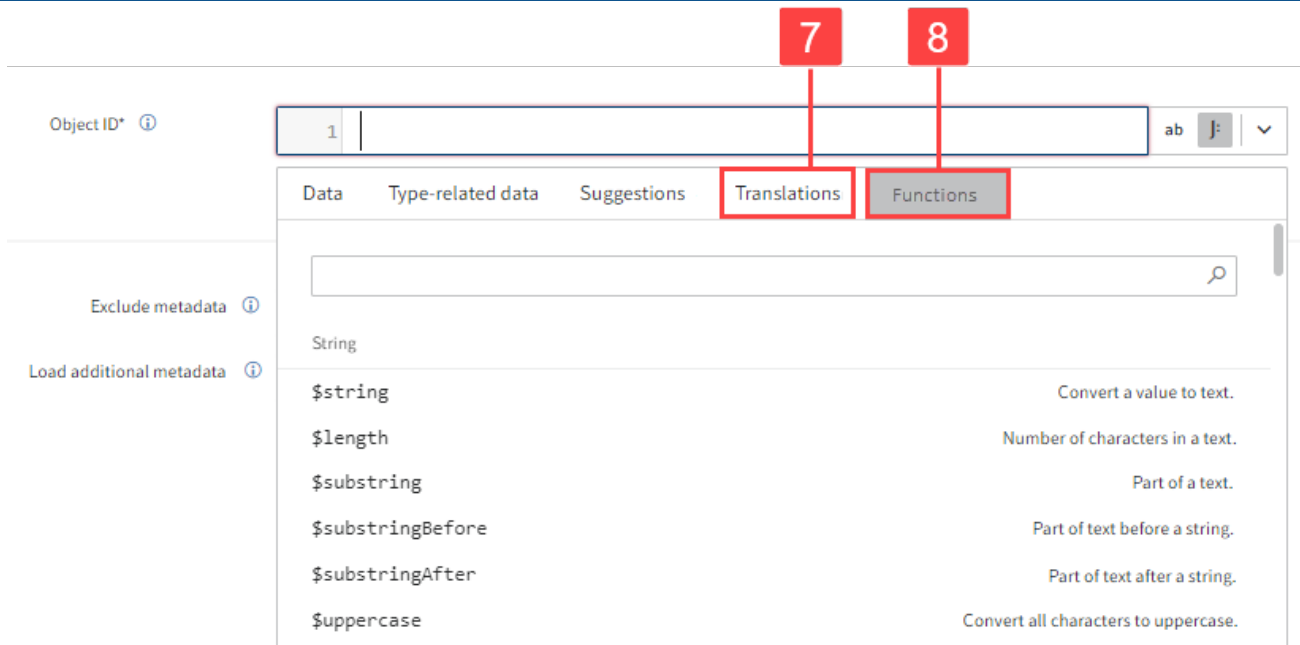 7 8
Object ID* 1 ab J:
Data Type-related data Suggestions Translations Functions
Exclude metadata
String
Load additional metadata
$string Convert a value to text.
$length Number of characters in a text.
$substring Part of a text.
$substringBefore Part of text before a string.
$substringAfter Part of text after a string.
$uppercase Convert all characters to uppercase.